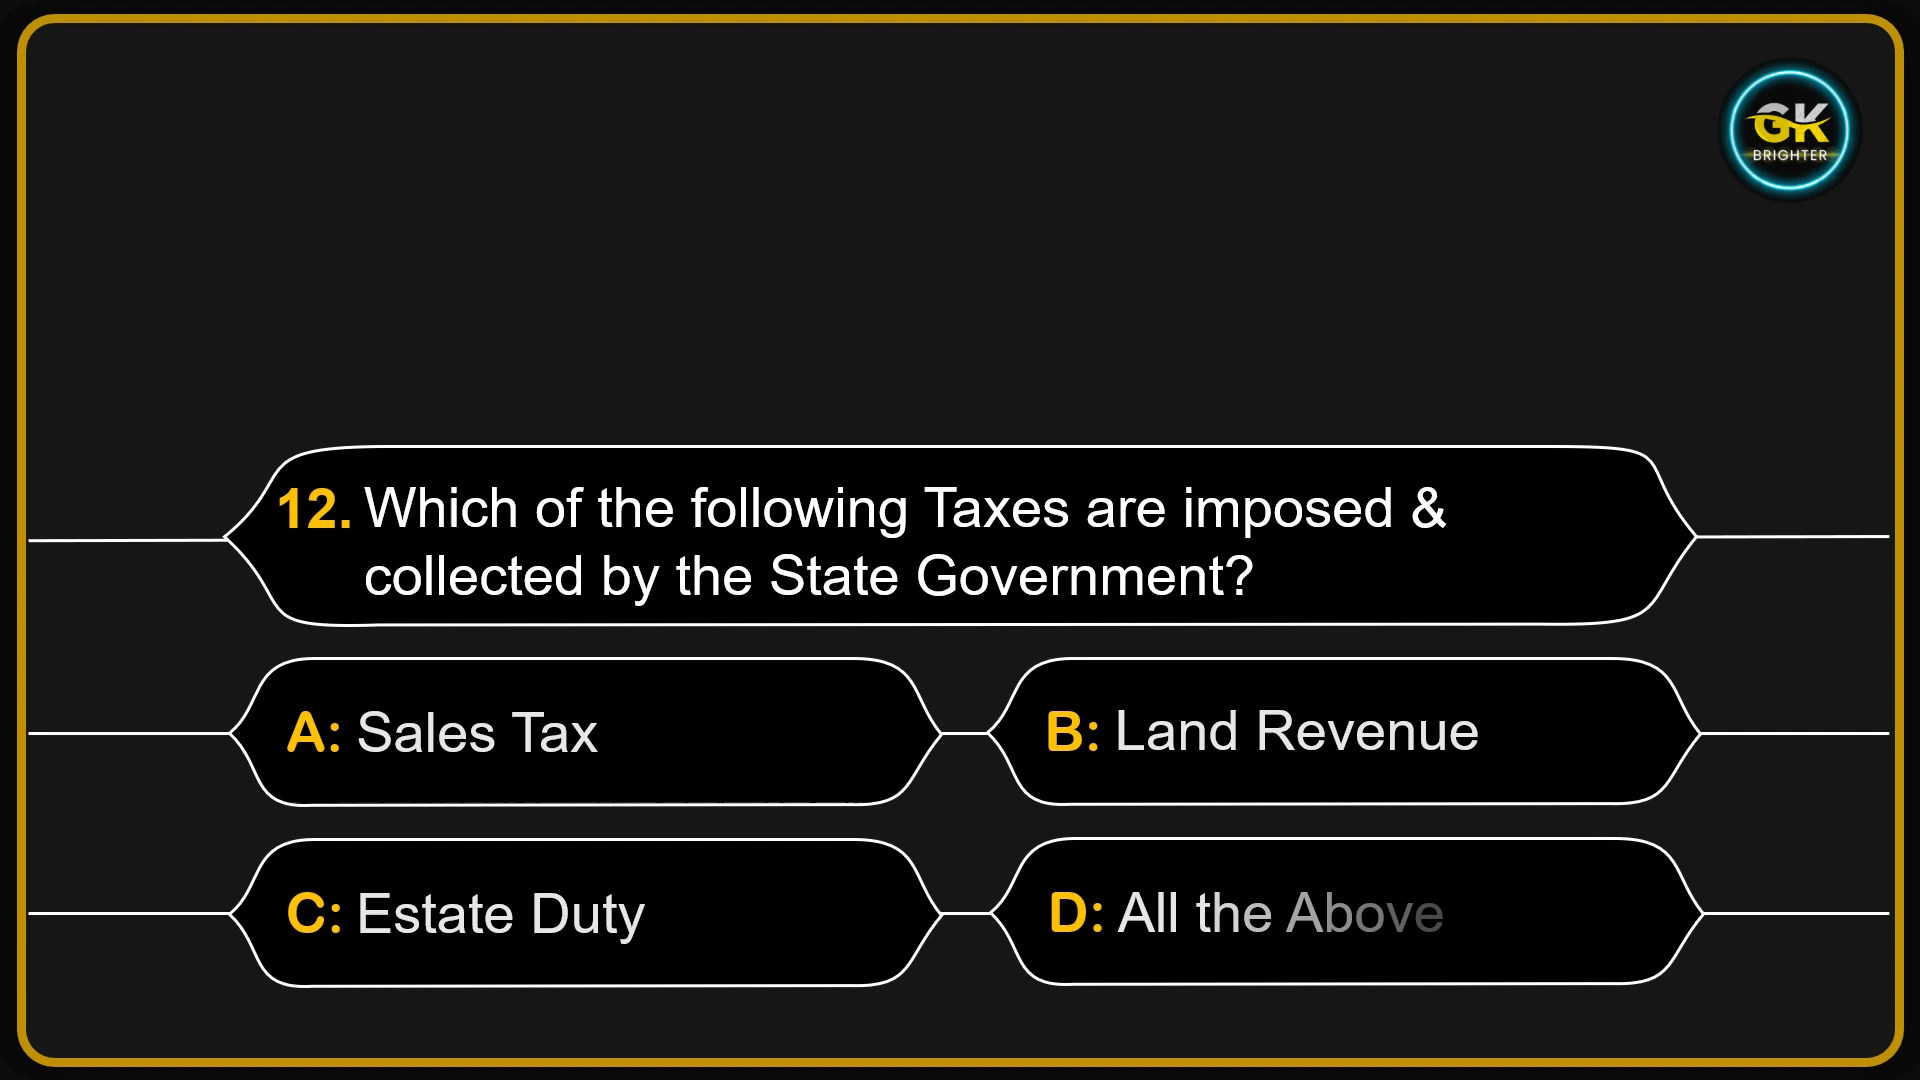 GK
BRIGHTER
12. Which of the following Taxes are imposed &
collected by the State Government?
A: Sales Tax
B: Land Revenue
C: Estate Duty
D: All the Above